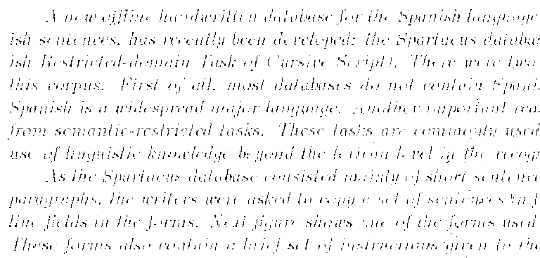 A new offline handwritten database for the Spanish language
ish sentences, has recently been developed: the Spartacus databa
ish Restricted-domain Task of Cursive Script). There were two
this corpus. First of all, most databases do not contain Spani
Spanish is a widespread major language. Another important rea
from semantic-restricted tasks. These tasks are commonly used
use of linguistic knowledge beyond the lexicon level in the recog
As the Spartacus database consisted mainly of short sentence
paragraphs, the writers were asked to copy a set of sentences in f
line fields in the forms. Next figure shows one of the forms used
These forms also contain a brief set of instructions given to the